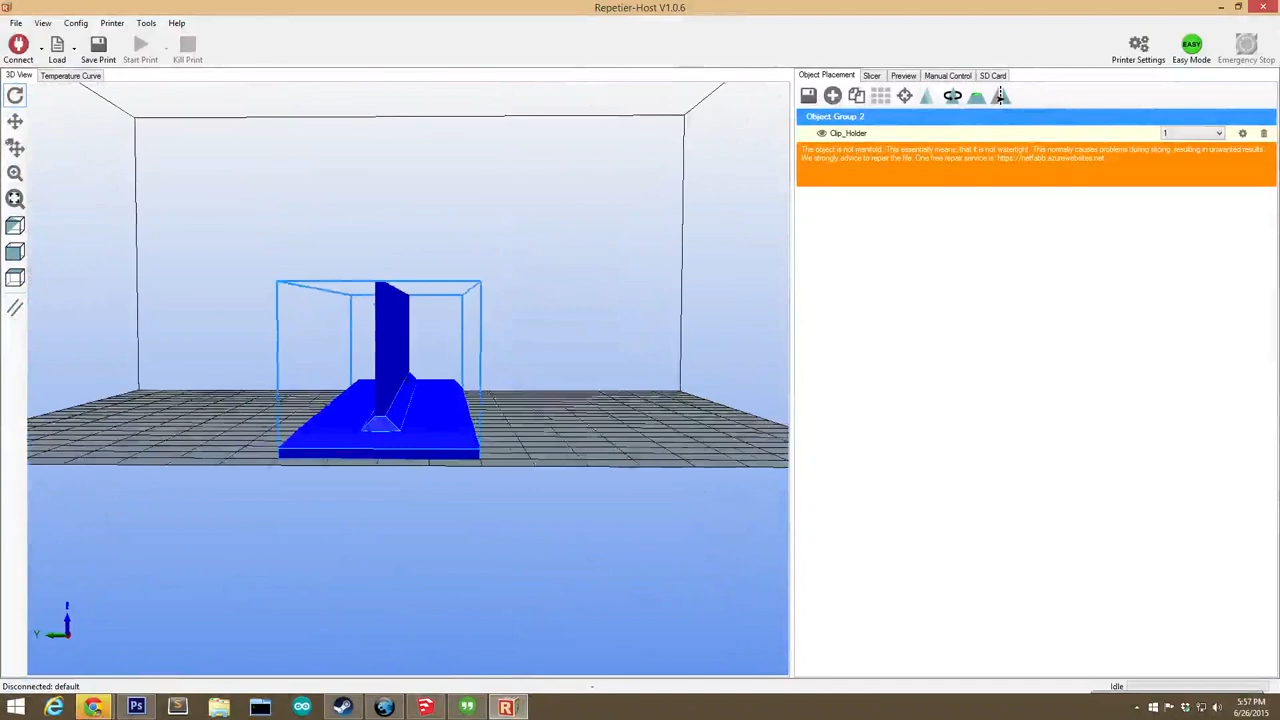 Repetier-Host V1.0.6
File View Config Printer Tools Help
Connect Load Save Print Start Print Kill Print Printer Settings EASY Easy Mode Emergency Stop
3D View Temperature Curve Object Placement Slicer Preview Manual Control SD Card
Object Group 2
Clip_Holder 1
The object is not manifold. This essentially means, that it is not watertight. This normally causes problems during slicing, resulting in unwanted results.
We strongly advice to repair the file. One free repair service is: https://netfabb.azurewebsites.net
Y
Disconnected: default - Idle
5:57 PM
6/26/2015